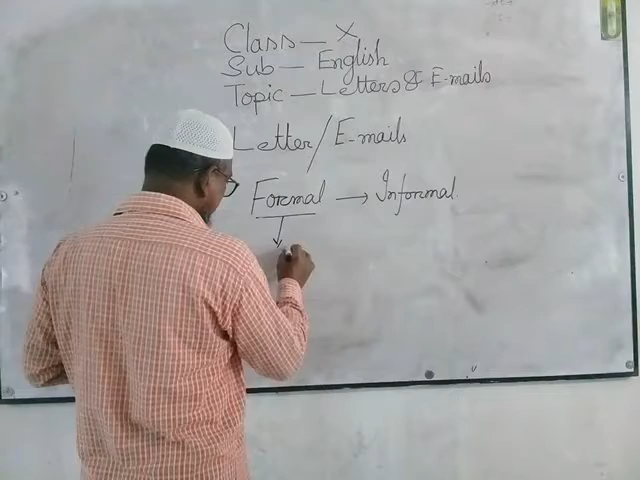 Class — X
Sub — English
Topic — Letters & E-mails
Letter / E-mails
Formal → Informal